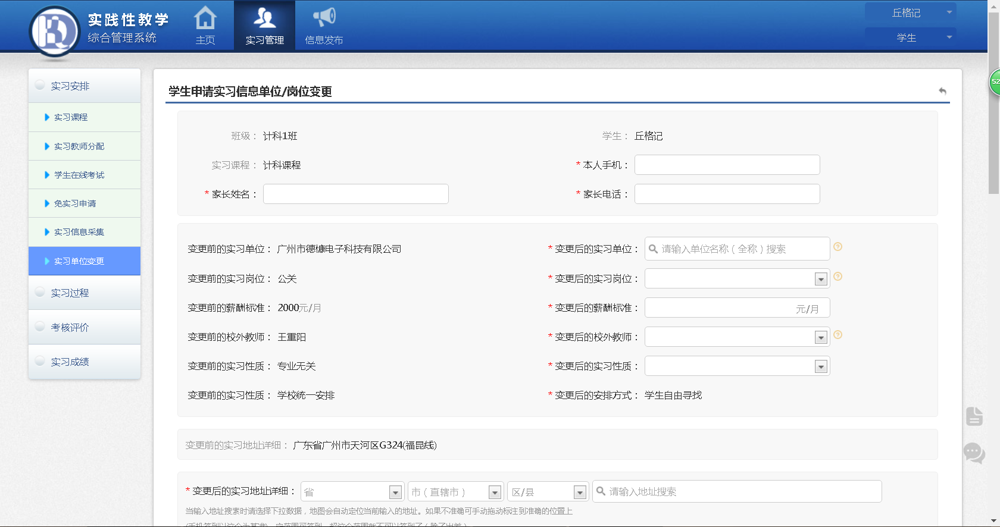 实践性教学
综合管理系统
主页
实习管理
信息发布
丘格记
学生
52
实习安排
实习课程
实习教师分配
学生在线考试
免实习申请
实习信息采集
实习单位变更
实习过程
考核评价
实习成绩
学生申请实习信息单位/岗位变更
班级： 计科1班 学生： 丘格记
实习课程： 计科课程 * 本人手机：
* 家长姓名： * 家长电话：
变更前的实习单位： 广州市德慷电子科技有限公司 * 变更后的实习单位： 请输入单位名称（全称）搜索
变更前的实习岗位： 公关 * 变更后的实习岗位：
变更前的薪酬标准： 2000元/月 * 变更后的薪酬标准： 元/月
变更前的校外教师： 王重阳 * 变更后的校外教师：
变更前的实习性质： 专业无关 * 变更后的实习性质：
变更前的实习性质： 学校统一安排 * 变更后的安排方式： 学生自由寻找
变更前的实习地址详细： 广东省广州市天河区G324(福昆线)
* 变更后的实习地址详细： 省 市（直辖市） 区/县 请输入地址搜索
当输入地址搜索时请选择下拉数据，地图会自动定位当前输入的地址。如果不准确可手动拖动标注到准确的位置上